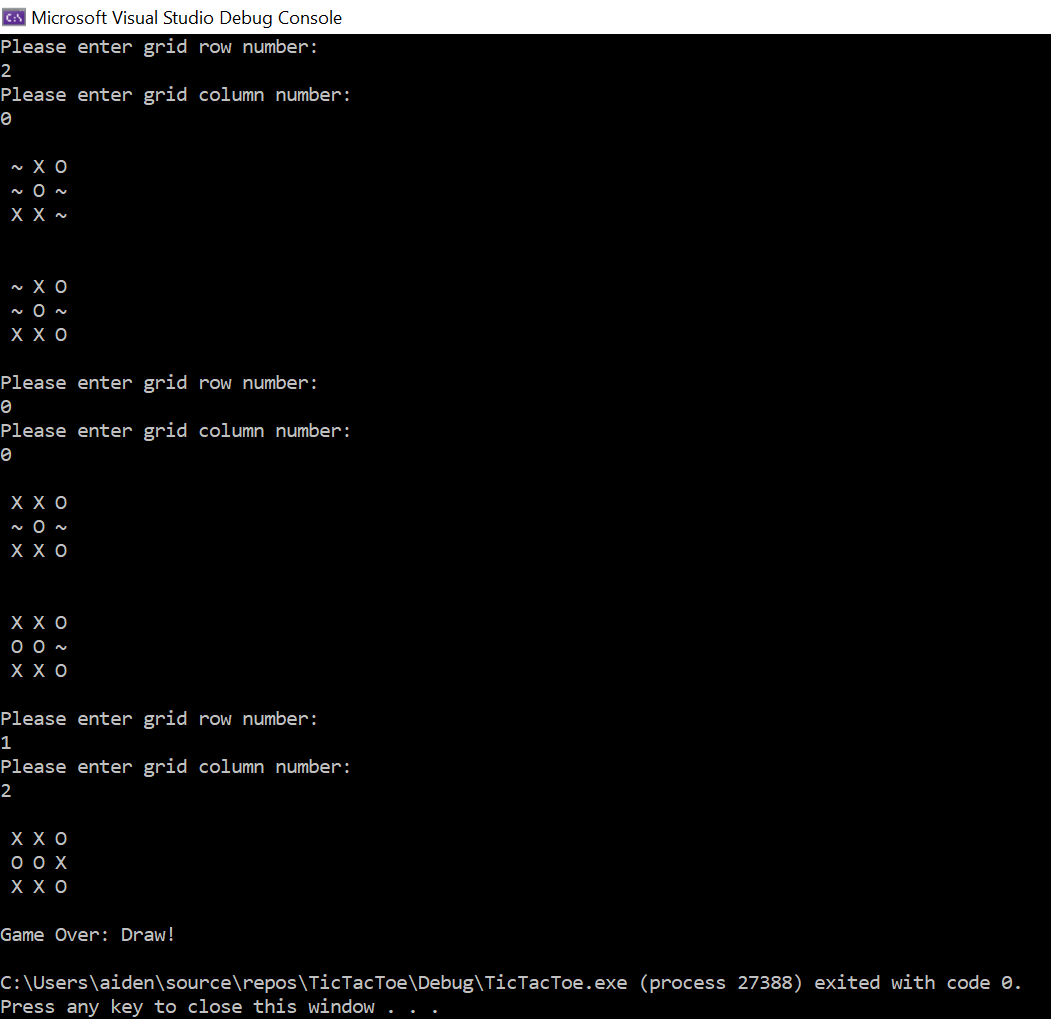 Microsoft Visual Studio Debug Console
Please enter grid row number:
2
Please enter grid column number:
0
~ X O
~ O ~
X X ~
~ X O
~ O ~
X X O
Please enter grid row number:
0
Please enter grid column number:
0
X X O
~ O ~
X X O
X X O
O O ~
X X O
Please enter grid row number:
1
Please enter grid column number:
2
X X O
O O X
X X O
Game Over: Draw!
C:\Users\aiden\source\repos\TicTacToe\Debug\TicTacToe.exe (process 27388) exited with code 0.
Press any key to close this window . . .